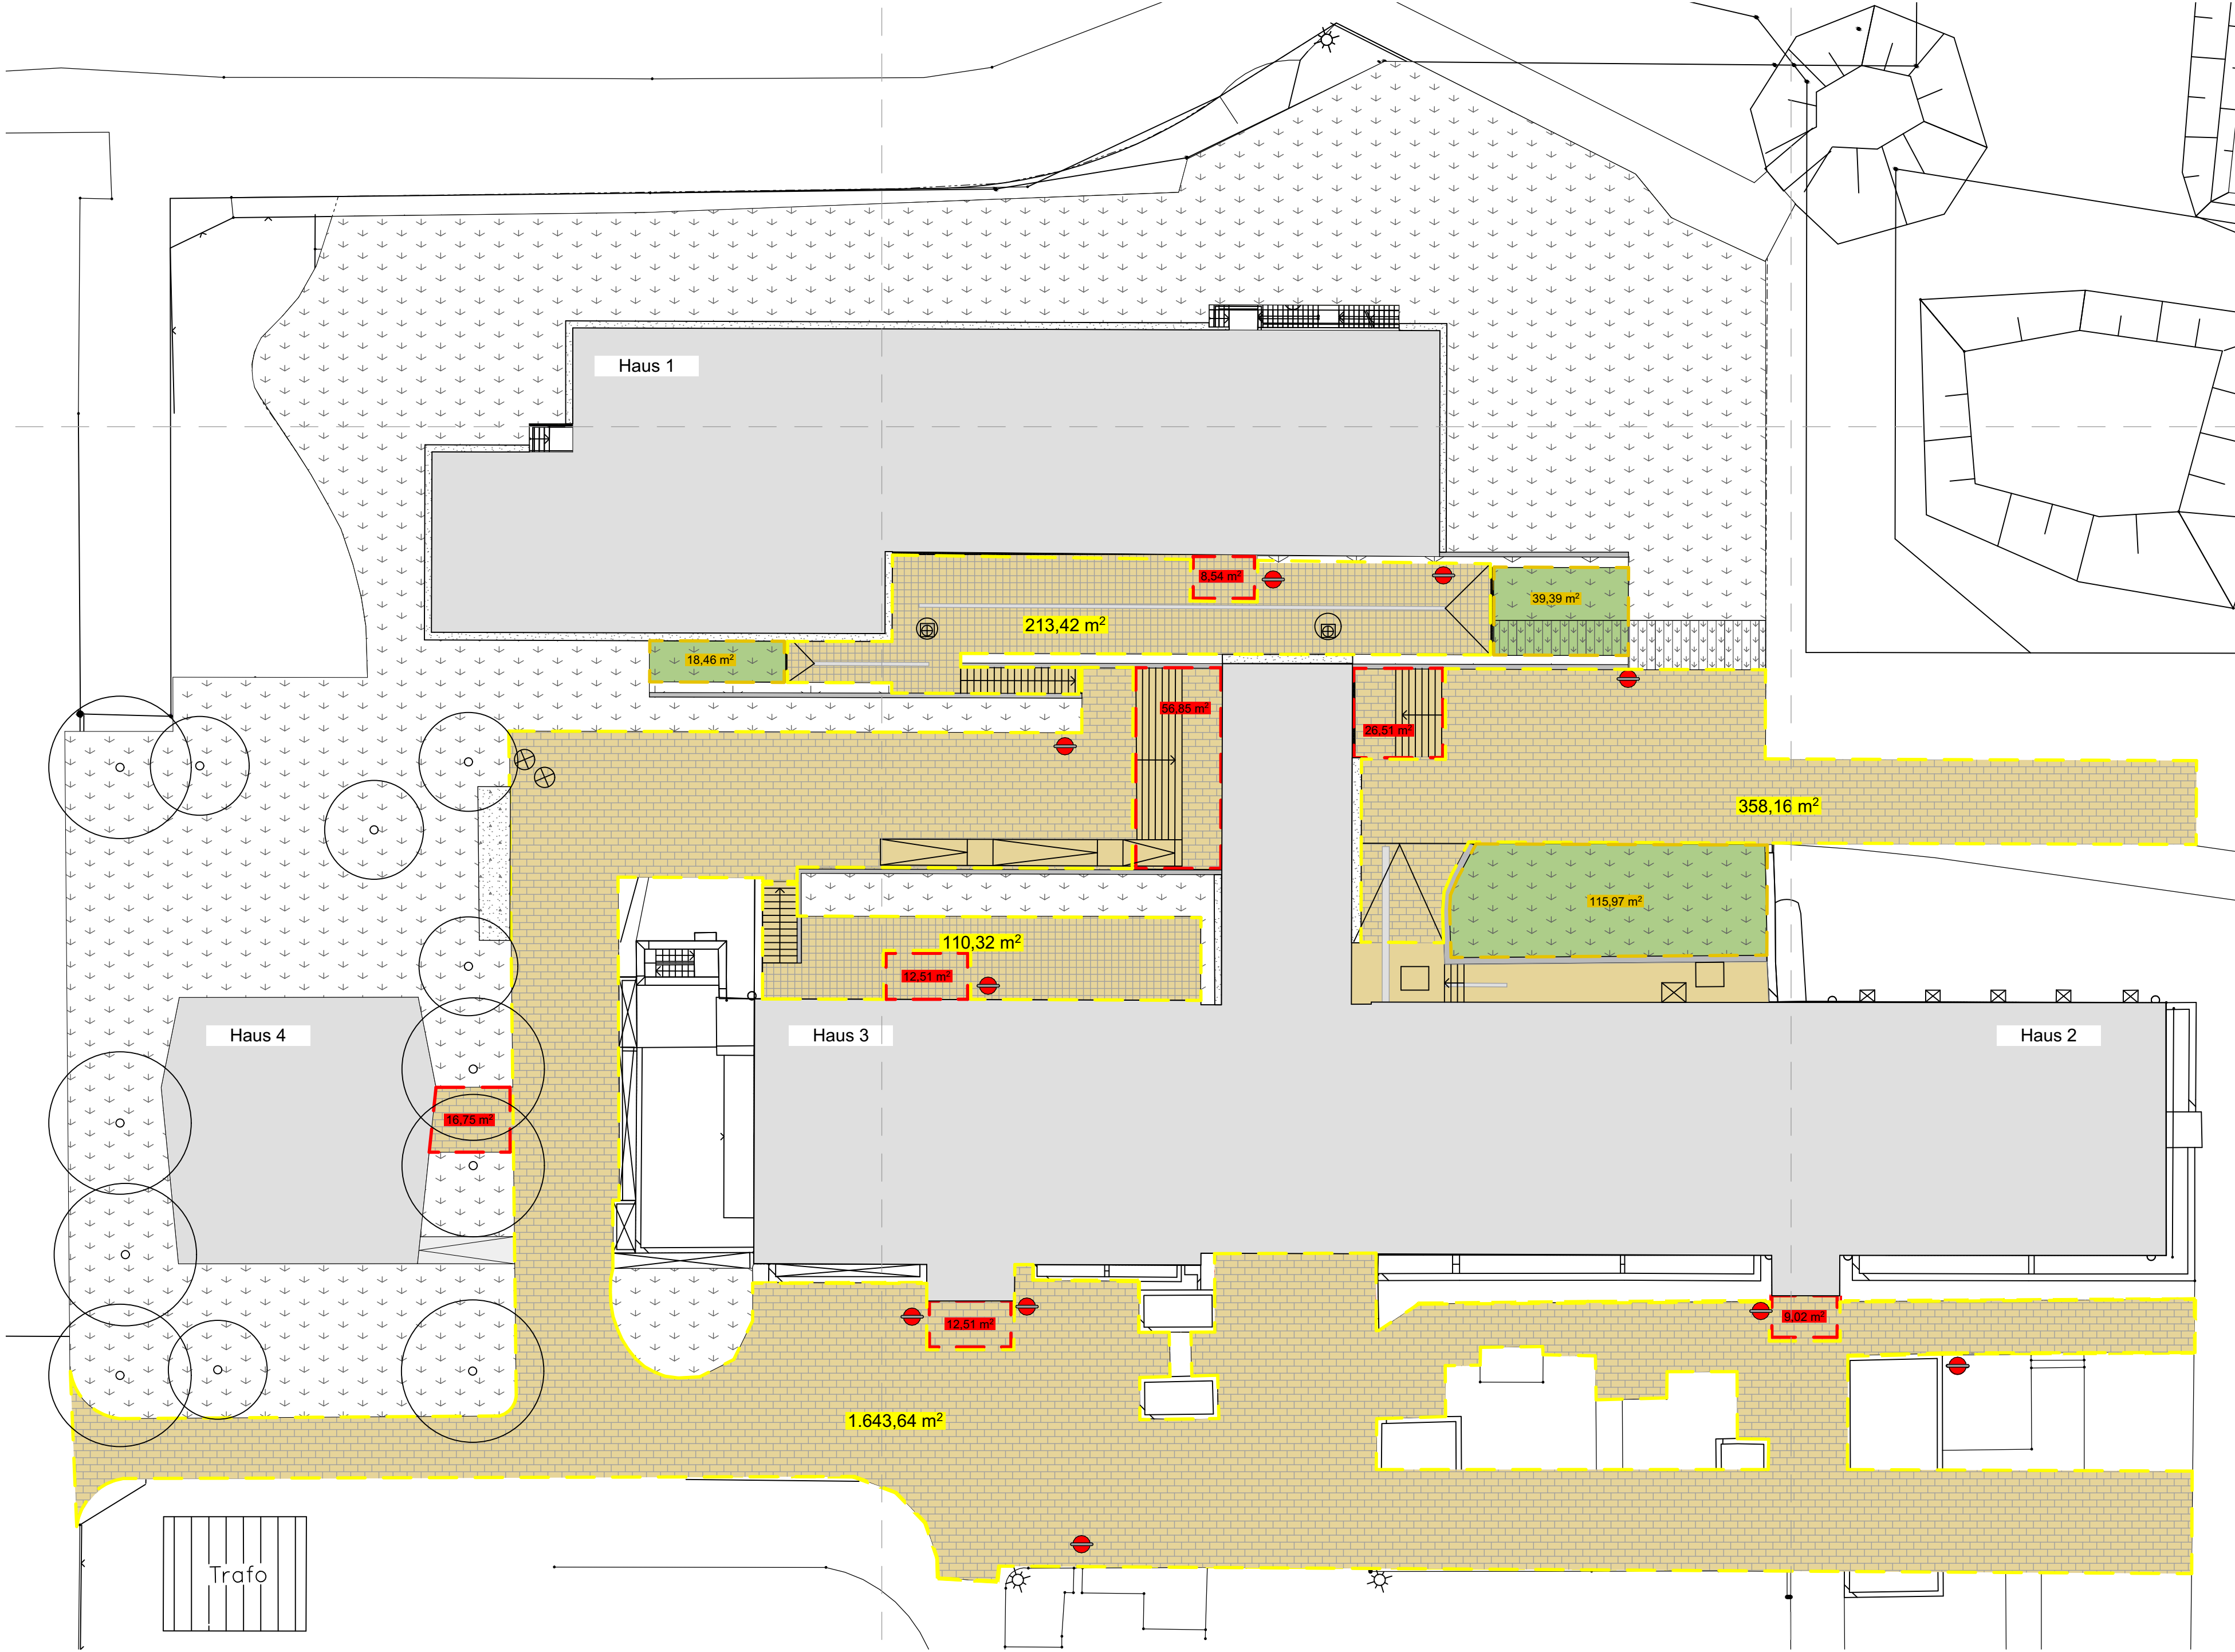 Haus 1
8,54 m²
39,39 m²
213,42 m²
18,46 m²
56,85 m²
26,51 m²
358,16 m²
115,97 m²
110,32 m²
12,51 m²
Haus 4
Haus 3
Haus 2
16,75 m²
12,51 m²
9,02 m²
1.643,64 m²
Trafo